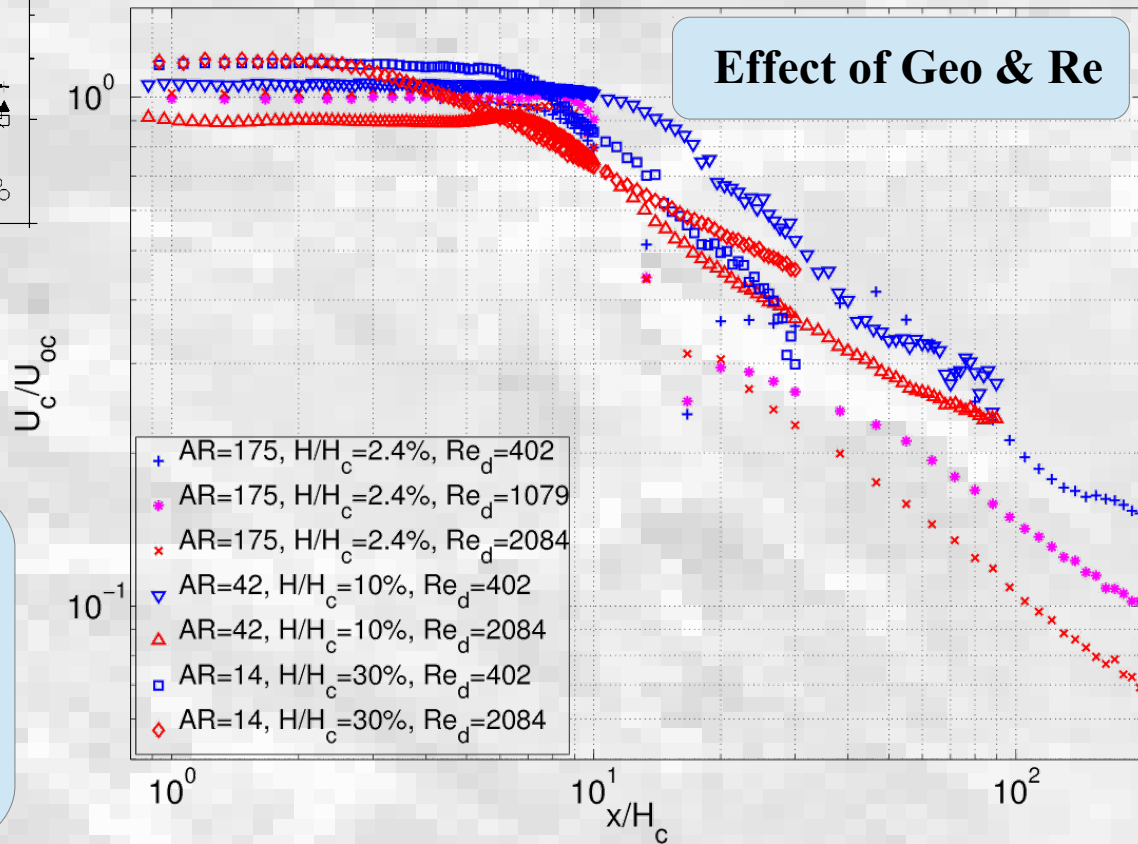 Effect of Geo & Re
10^0
U_c/U_oc
AR=175, H/H_c=2.4%, Re_d=402
AR=175, H/H_c=2.4%, Re_d=1079
AR=175, H/H_c=2.4%, Re_d=2084
AR=42, H/H_c=10%, Re_d=402
AR=42, H/H_c=10%, Re_d=2084
AR=14, H/H_c=30%, Re_d=402
AR=14, H/H_c=30%, Re_d=2084
10^-1
10^0
10^1
10^2
x/H_c